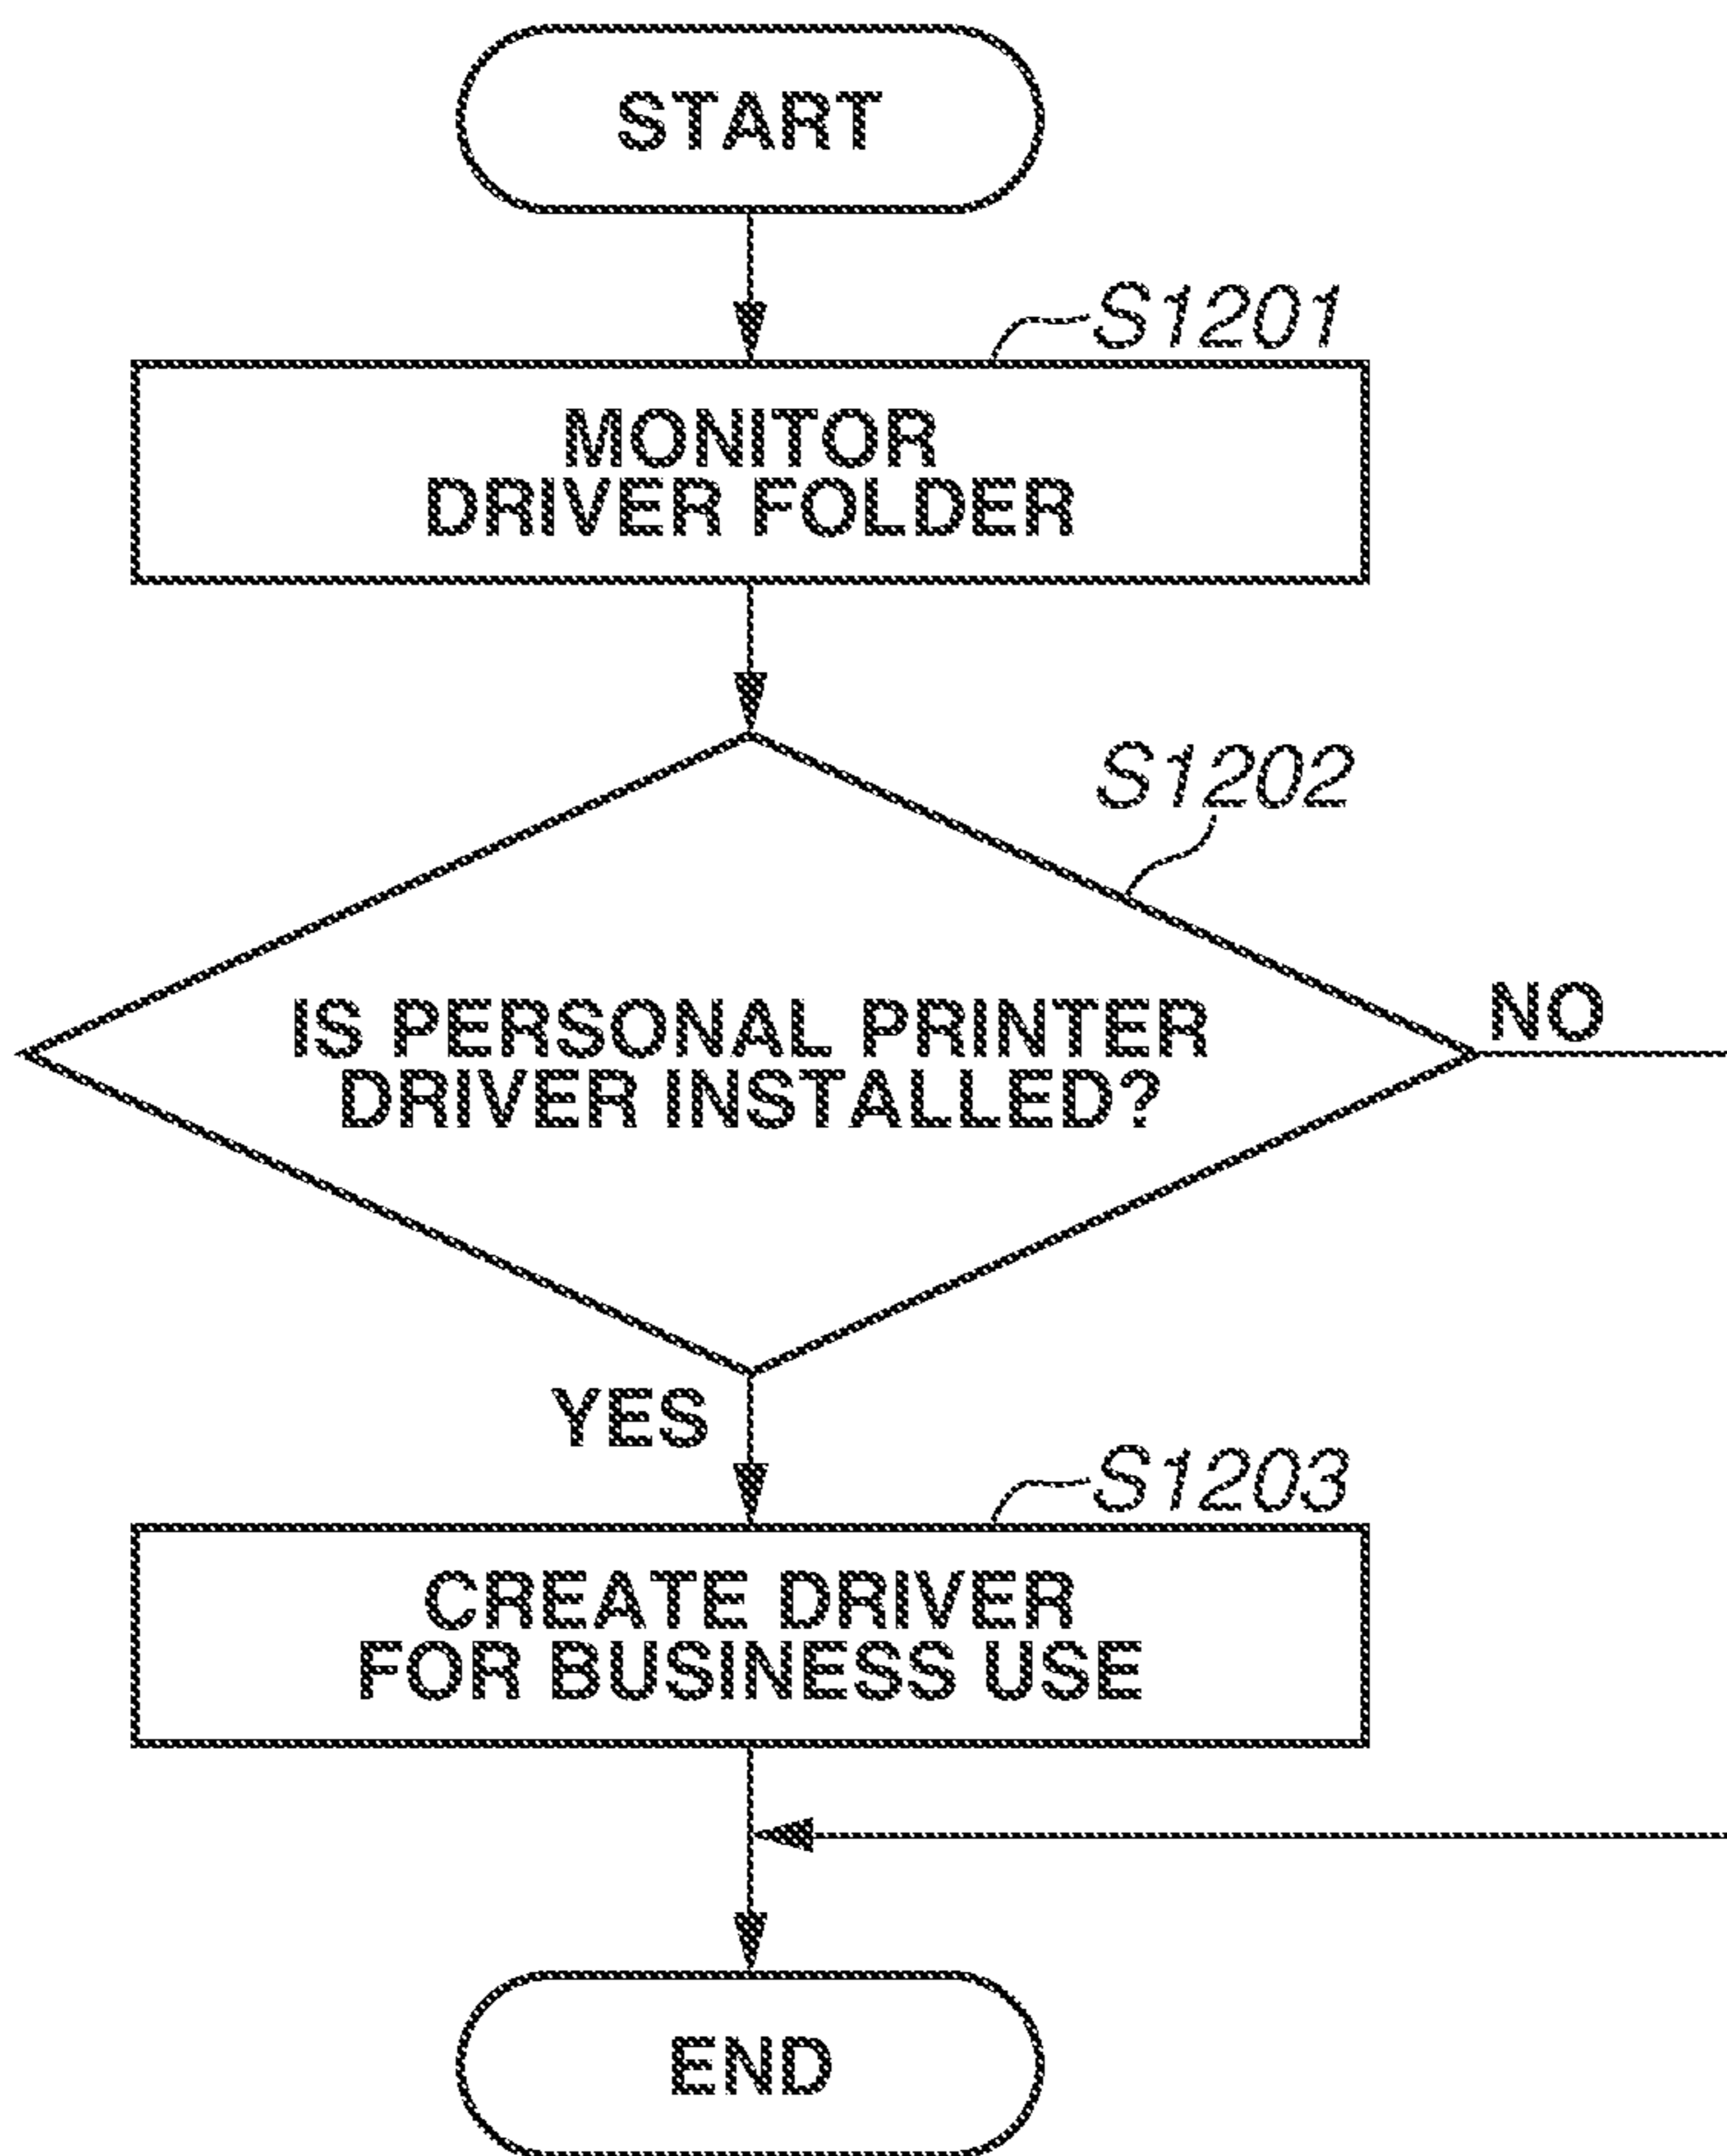 START
S1201
MONITOR
DRIVER FOLDER
S1202
IS PERSONAL PRINTER
DRIVER INSTALLED?
NO
YES
S1203
CREATE DRIVER
FOR BUSINESS USE
END